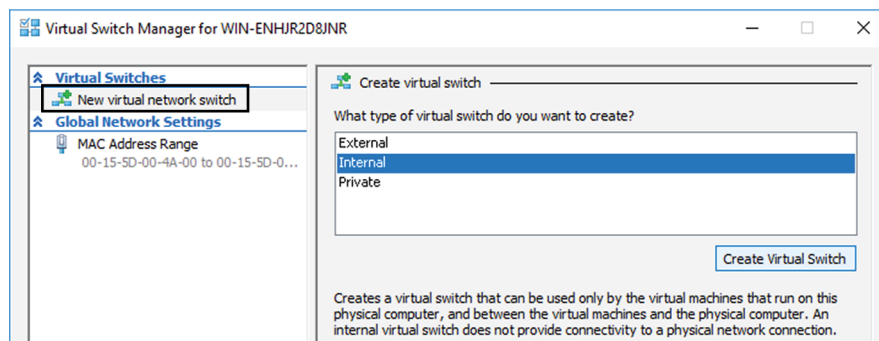 Virtual Switch Manager for WIN-ENHJR2D8JNR
Virtual Switches
New virtual network switch
Global Network Settings
MAC Address Range
00-15-5D-00-4A-00 to 00-15-5D-0...
Create virtual switch
What type of virtual switch do you want to create?
External
Internal
Private
Create Virtual Switch
Creates a virtual switch that can be used only by the virtual machines that run on this
physical computer, and between the virtual machines and the physical computer. An
internal virtual switch does not provide connectivity to a physical network connection.